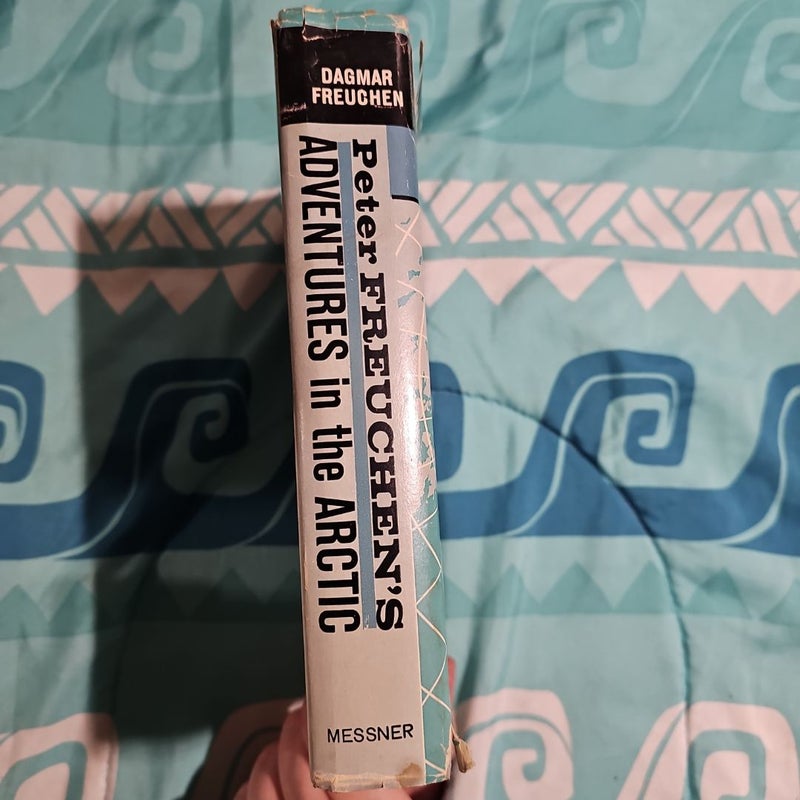 DAGMAR
FREUCHEN
Peter FREUCHEN'S
ADVENTURES in the ARCTIC
MESSNER